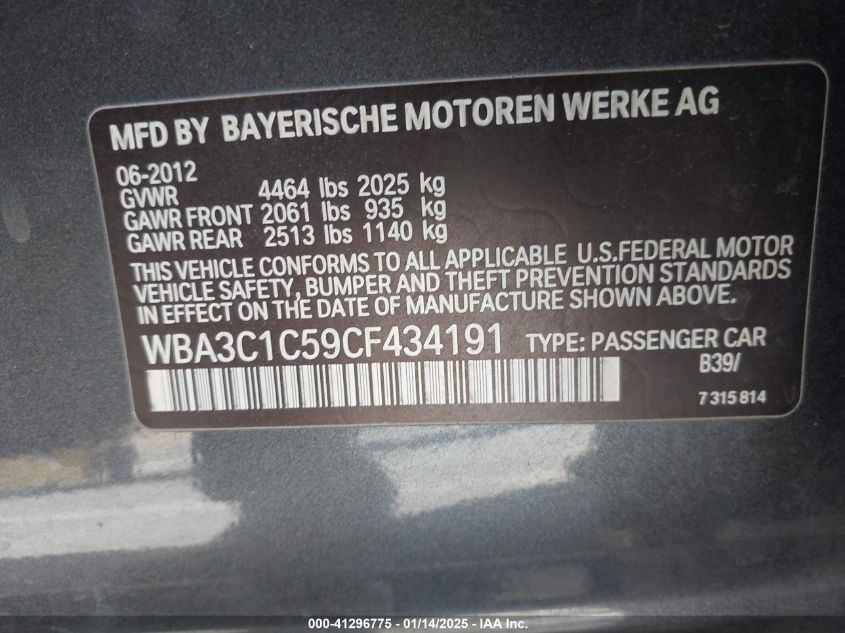 MFD BY BAYERISCHE MOTOREN WERKE AG
06-2012
GVWR 4464 lbs 2025 kg
GAWR FRONT 2061 lbs 935 kg
GAWR REAR 2513 lbs 1140 kg
THIS VEHICLE CONFORMS TO ALL APPLICABLE U.S.FEDERAL MOTOR
VEHICLE SAFETY, BUMPER AND THEFT PREVENTION STANDARDS
IN EFFECT ON THE DATE OF MANUFACTURE SHOWN ABOVE.
WBA3C1C59CF434191 TYPE: PASSENGER CAR
B39/
7 315 814
000-41296775 - 01/14/2025 - IAA Inc.